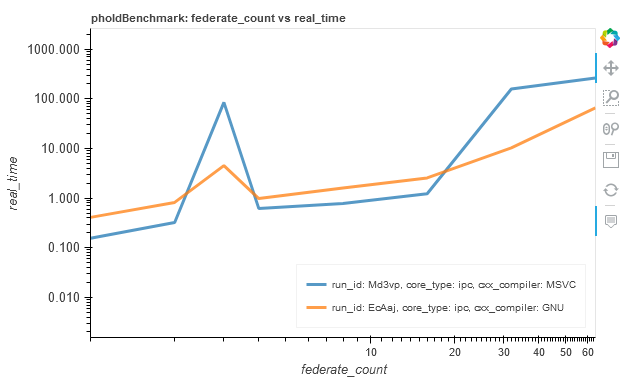 pholdBenchmark: federate_count vs real_time
1000.000
100.000
10.000
1.000
0.100
0.010
real_time
run_id: Md3vp, core_type: ipc, cxx_compiler: MSVC
run_id: EcAaj, core_type: ipc, cxx_compiler: GNU
10 20 30 40 50 60
federate_count